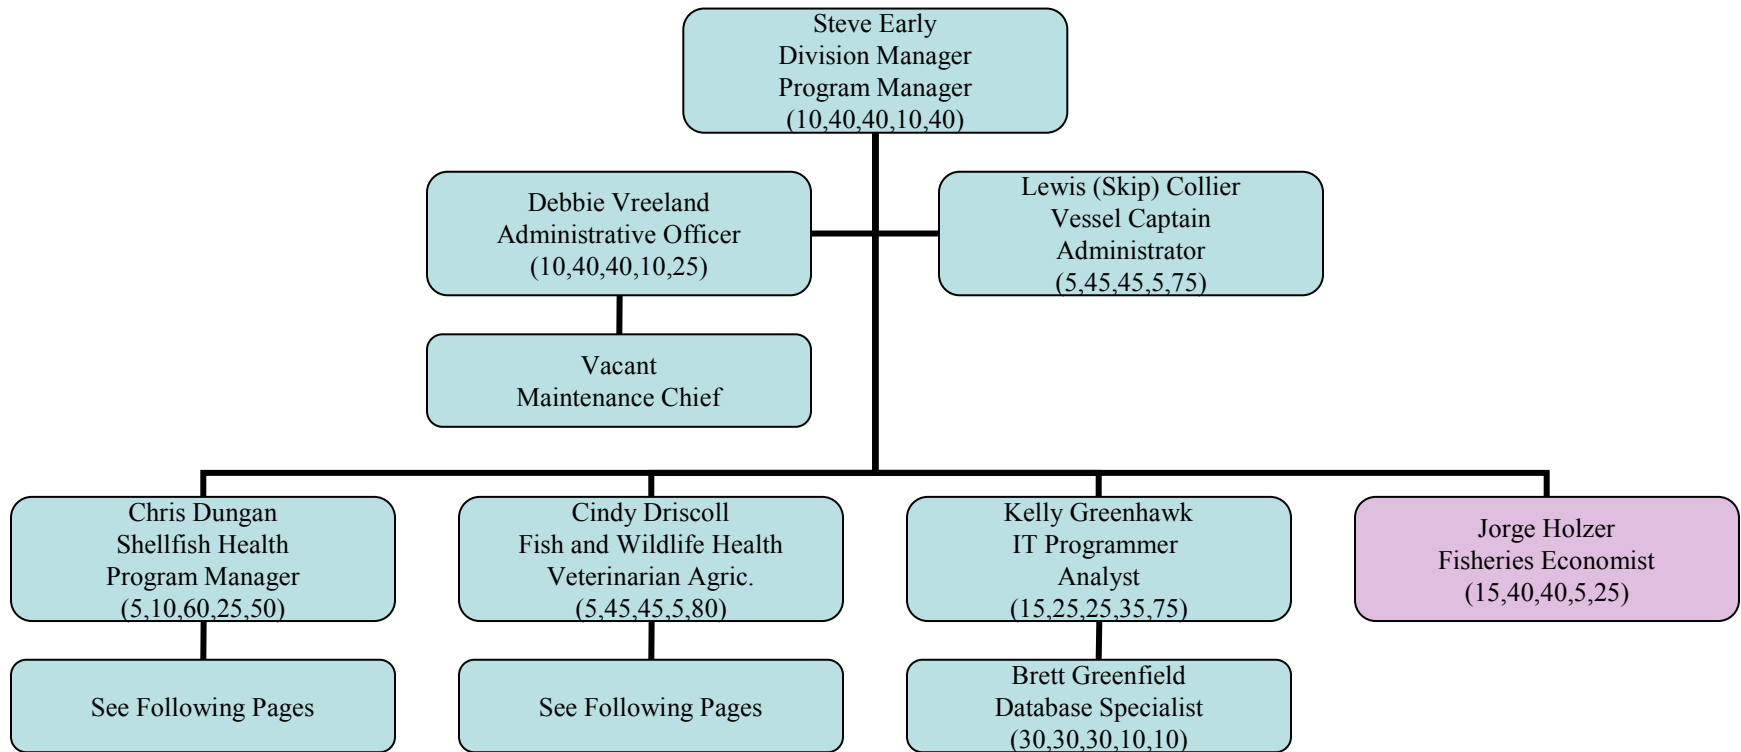 Steve Early
Division Manager
Program Manager
(10,40,40,10,40)
Debbie Vreeland
Administrative Officer
(10,40,40,10,25)
Lewis (Skip) Collier
Vessel Captain
Administrator
(5,45,45,5,75)
Vacant
Maintenance Chief
Chris Dungan
Shellfish Health
Program Manager
(5,10,60,25,50)
Cindy Driscoll
Fish and Wildlife Health
Veterinarian Agric.
(5,45,45,5,80)
Kelly Greenhawk
IT Programmer
Analyst
(15,25,25,35,75)
Jorge Holzer
Fisheries Economist
(15,40,40,5,25)
See Following Pages
See Following Pages
Brett Greenfield
Database Specialist
(30,30,30,10,10)